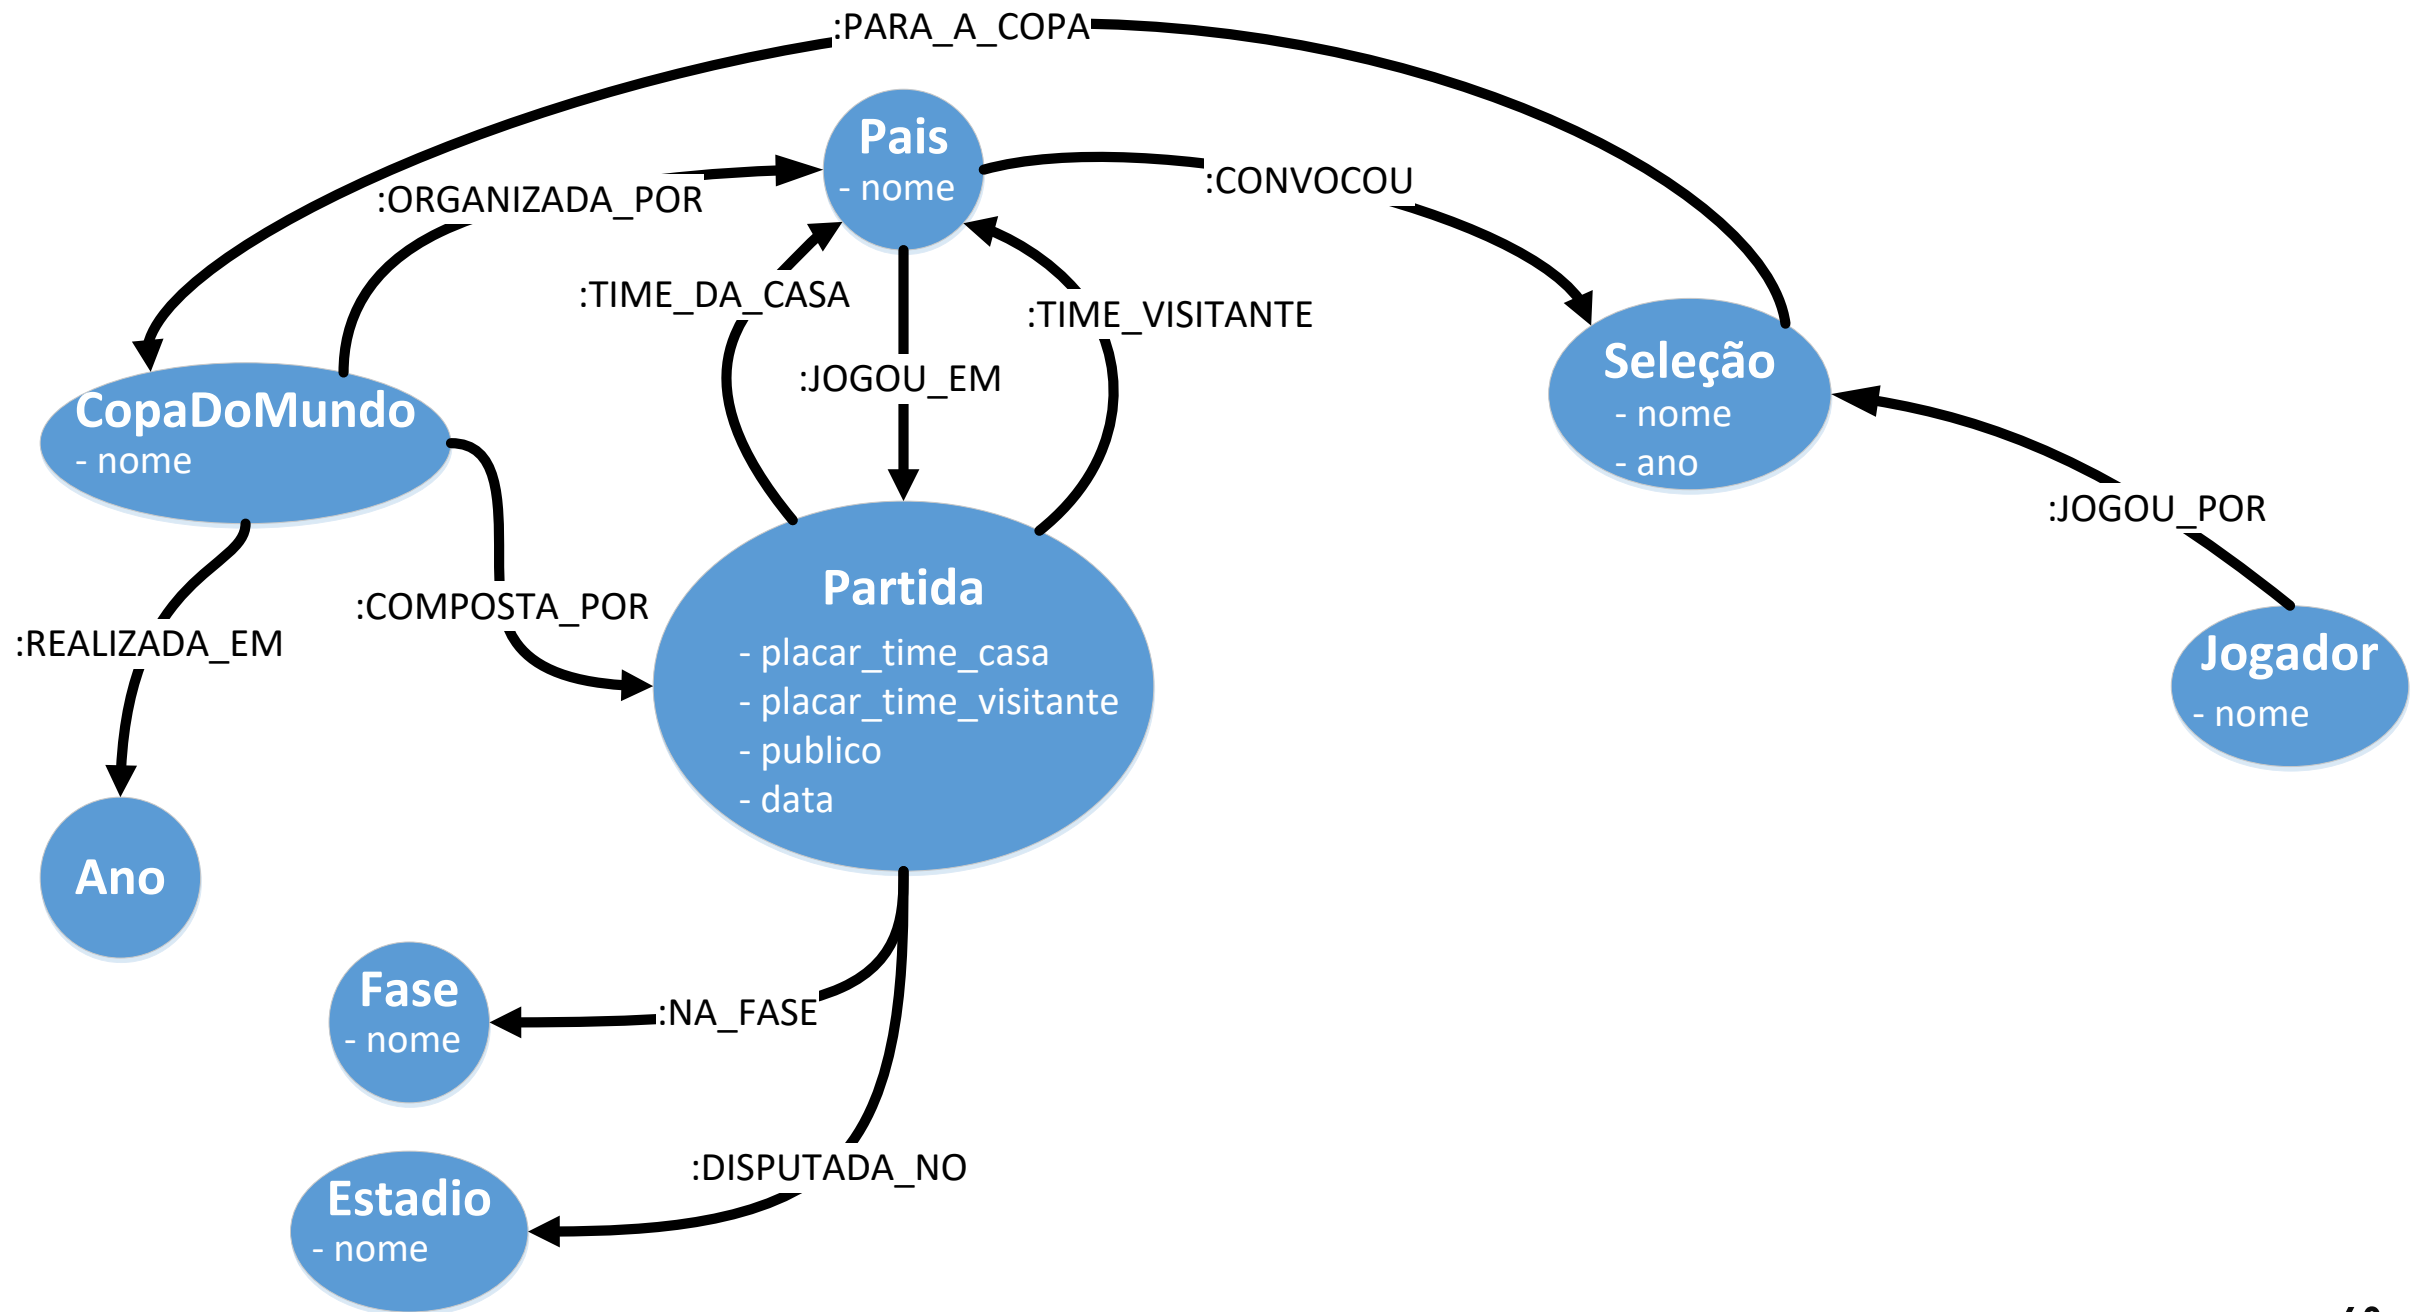 :PARA_A_COPA
Pais
- nome
:ORGANIZADA_POR
:CONVOCOU
:TIME_DA_CASA
:TIME_VISITANTE
:JOGOU_EM
Seleção
- nome
- ano
CopaDoMundo
- nome
:JOGOU_POR
Partida
- placar_time_casa
- placar_time_visitante
- publico
- data
:COMPOSTA_POR
:REALIZADA_EM
Jogador
- nome
Ano
Fase
- nome
:NA_FASE
:DISPUTADA_NO
Estadio
- nome